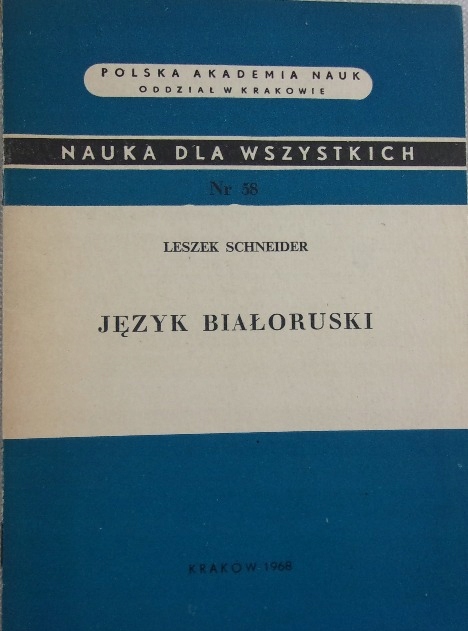 POLSKA AKADEMIA NAUK
ODDZIAŁ W KRAKOWIE
NAUKA DLA WSZYSTKICH
Nr 58
LESZEK SCHNEIDER
JĘZYK BIAŁORUSKI
KRAKÓW 1968